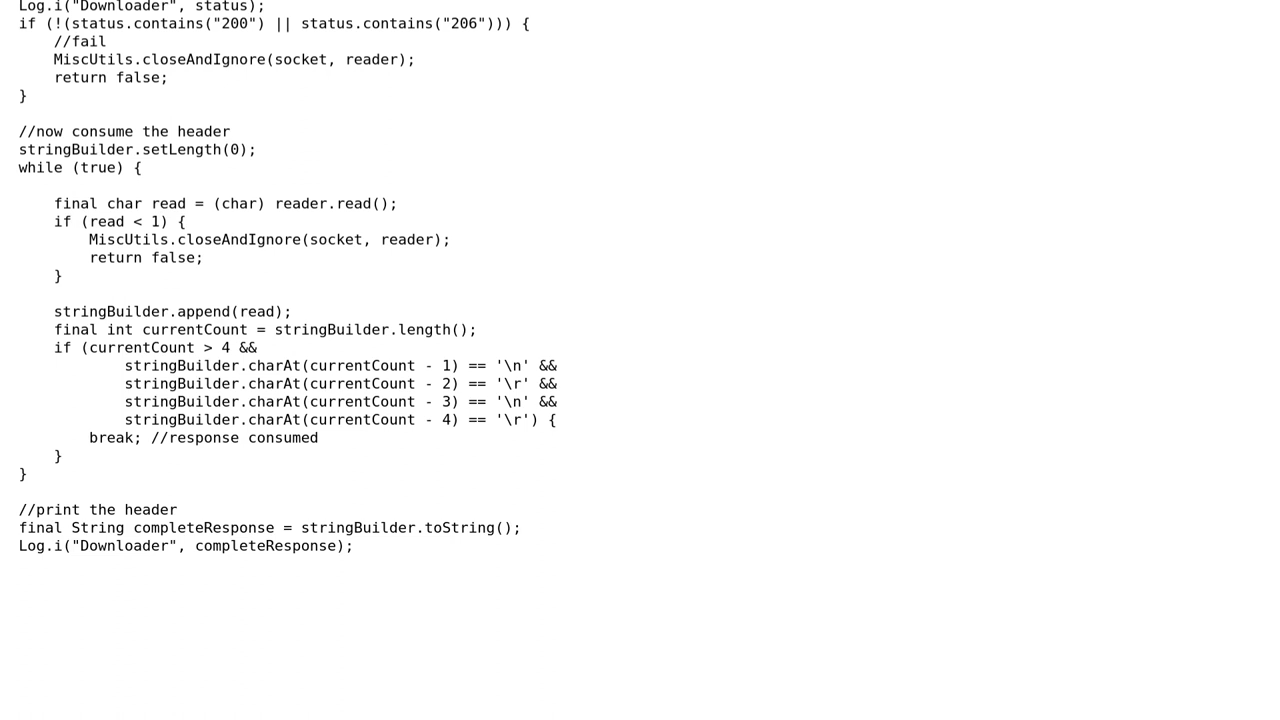 Log.i("Downloader", status);
if (!(status.contains("200") || status.contains("206"))) {
    //fail
    MiscUtils.closeAndIgnore(socket, reader);
    return false;
}

//now consume the header
stringBuilder.setLength(0);
while (true) {

    final char read = (char) reader.read();
    if (read < 1) {
        MiscUtils.closeAndIgnore(socket, reader);
        return false;
    }

    stringBuilder.append(read);
    final int currentCount = stringBuilder.length();
    if (currentCount > 4 &&
            stringBuilder.charAt(currentCount - 1) == '\n' &&
            stringBuilder.charAt(currentCount - 2) == '\r' &&
            stringBuilder.charAt(currentCount - 3) == '\n' &&
            stringBuilder.charAt(currentCount - 4) == '\r') {
        break; //response consumed
    }
}

//print the header
final String completeResponse = stringBuilder.toString();
Log.i("Downloader", completeResponse);